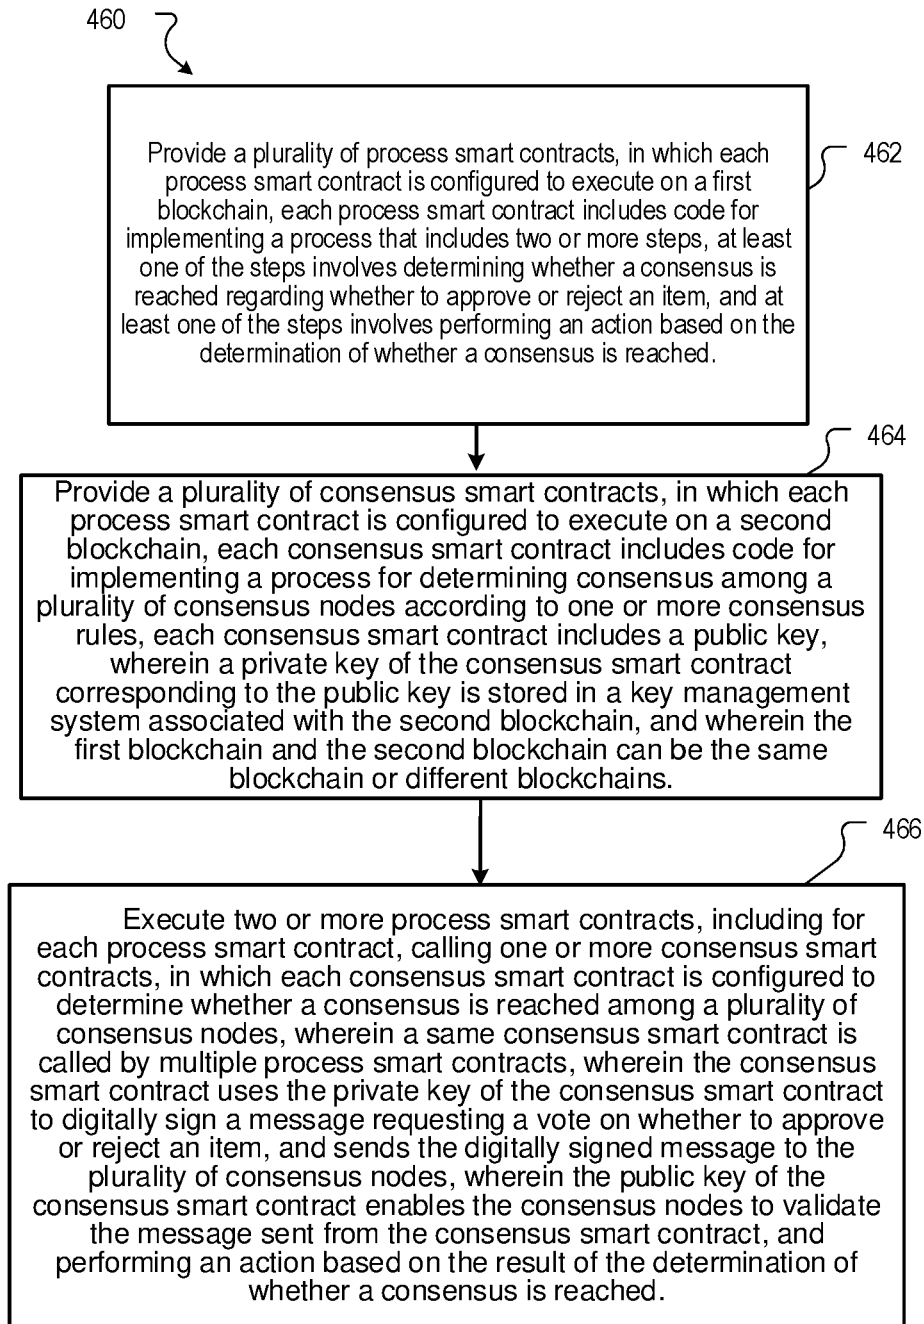 460
Provide a plurality of process smart contracts, in which each
process smart contract is configured to execute on a first
blockchain, each process smart contract includes code for
implementing a process that includes two or more steps, at least
one of the steps involves determining whether a consensus is
reached regarding whether to approve or reject an item, and at
least one of the steps involves performing an action based on the
determination of whether a consensus is reached.
462
464
Provide a plurality of consensus smart contracts, in which each
process smart contract is configured to execute on a second
blockchain, each consensus smart contract includes code for
implementing a process for determining consensus among a
plurality of consensus nodes according to one or more consensus
rules, each consensus smart contract includes a public key,
wherein a private key of the consensus smart contract
corresponding to the public key is stored in a key management
system associated with the second blockchain, and wherein the
first blockchain and the second blockchain can be the same
blockchain or different blockchains.
466
Execute two or more process smart contracts, including for
each process smart contract, calling one or more consensus smart
contracts, in which each consensus smart contract is configured to
determine whether a consensus is reached among a plurality of
consensus nodes, wherein a same consensus smart contract is
called by multiple process smart contracts, wherein the consensus
smart contract uses the private key of the consensus smart contract
to digitally sign a message requesting a vote on whether to approve
or reject an item, and sends the digitally signed message to the
plurality of consensus nodes, wherein the public key of the
consensus smart contract enables the consensus nodes to validate
the message sent from the consensus smart contract, and
performing an action based on the result of the determination of
whether a consensus is reached.